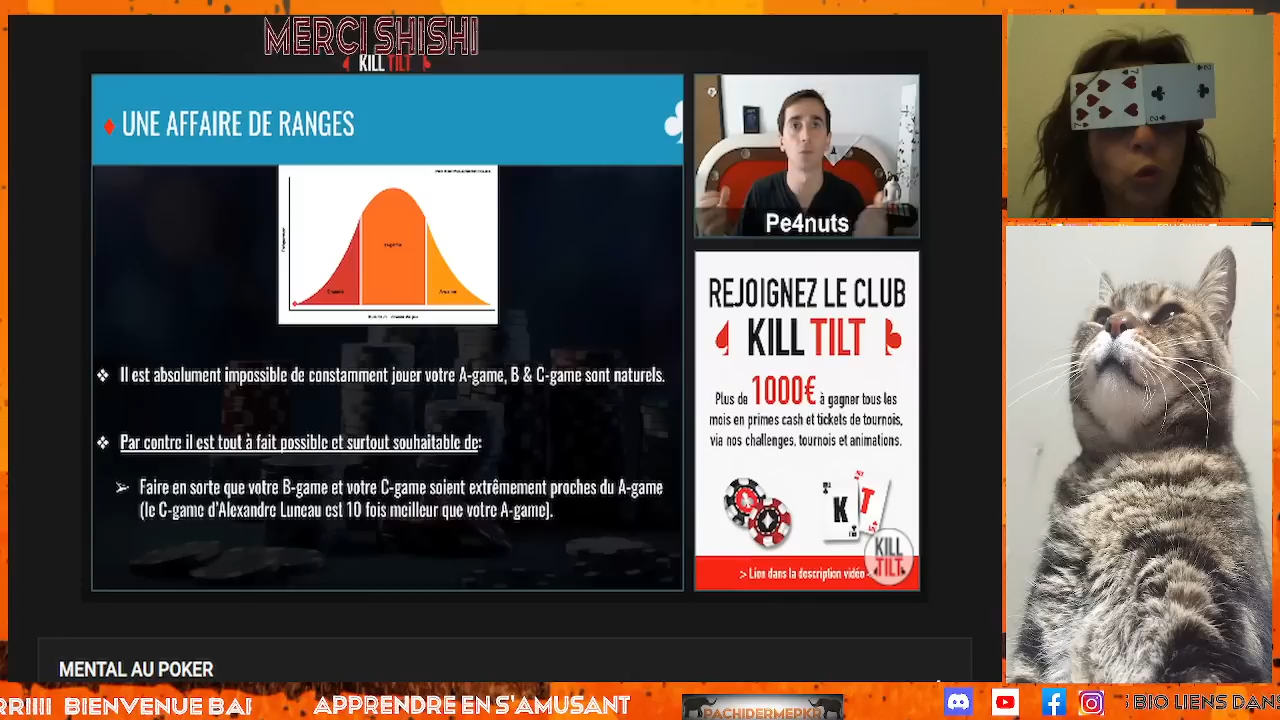 MERCI SHISHI
KILL TILT
UNE AFFAIRE DE RANGES
❖ Il est absolument impossible de constamment jouer votre A-game, B & C-game sont naturels.
❖ Par contre il est tout à fait possible et surtout souhaitable de:
➢ Faire en sorte que votre B-game et votre C-game soient extrêmement proches du A-game
(le C-game d'Alexandre Luneau est 10 fois meilleur que votre A-game).
Pe4nuts
REJOIGNEZ LE CLUB
KILL TILT
Plus de 1000€ à gagner tous les
mois en primes cash et tickets de tournois,
via nos challenges, tournois et animations.
K T
> Lien dans la description vidéo
KILL
TILT
7
2
2
MENTAL AU POKER
BIENVENUE
APPRENDRE EN S'AMUSANT
PACHIDERMEPKR
BIO LIENS DANS